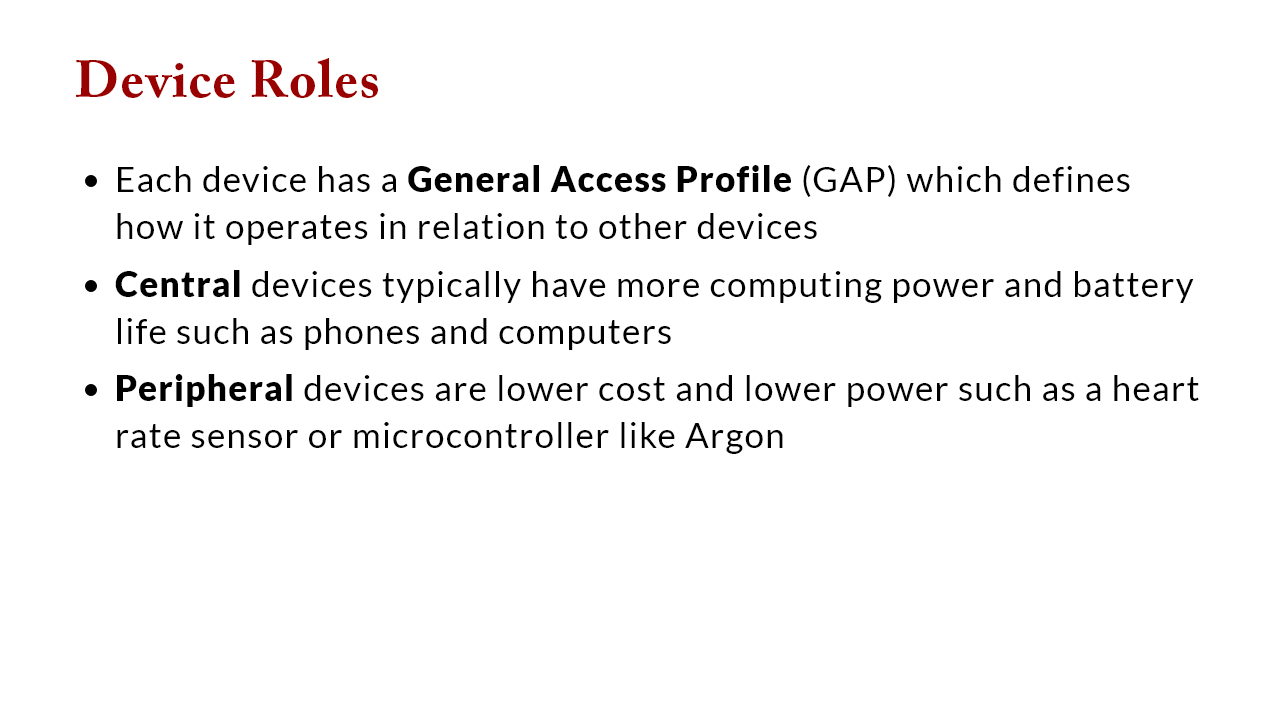 Device Roles
• Each device has a General Access Profile (GAP) which defines
how it operates in relation to other devices
• Central devices typically have more computing power and battery
life such as phones and computers
• Peripheral devices are lower cost and lower power such as a heart
rate sensor or microcontroller like Argon